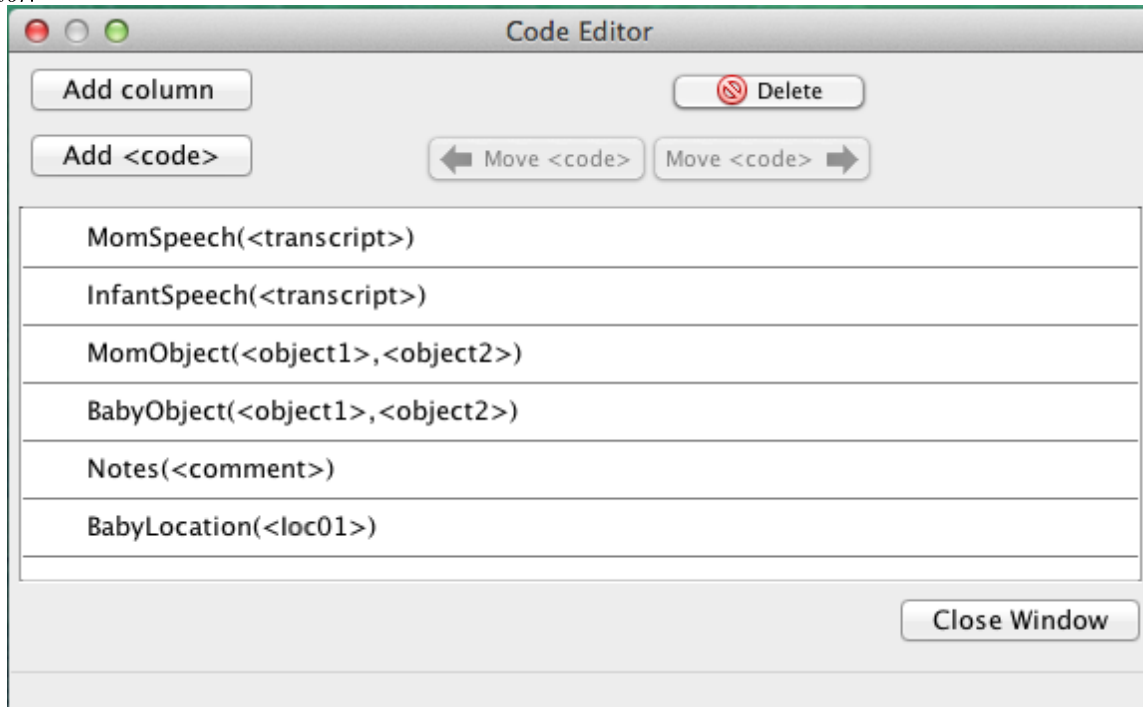 Code Editor
Add column
Delete
Add <code>
Move <code>
Move <code>
MomSpeech(<transcript>)
InfantSpeech(<transcript>)
MomObject(<object1>,<object2>)
BabyObject(<object1>,<object2>)
Notes(<comment>)
BabyLocation(<loc01>)
Close Window